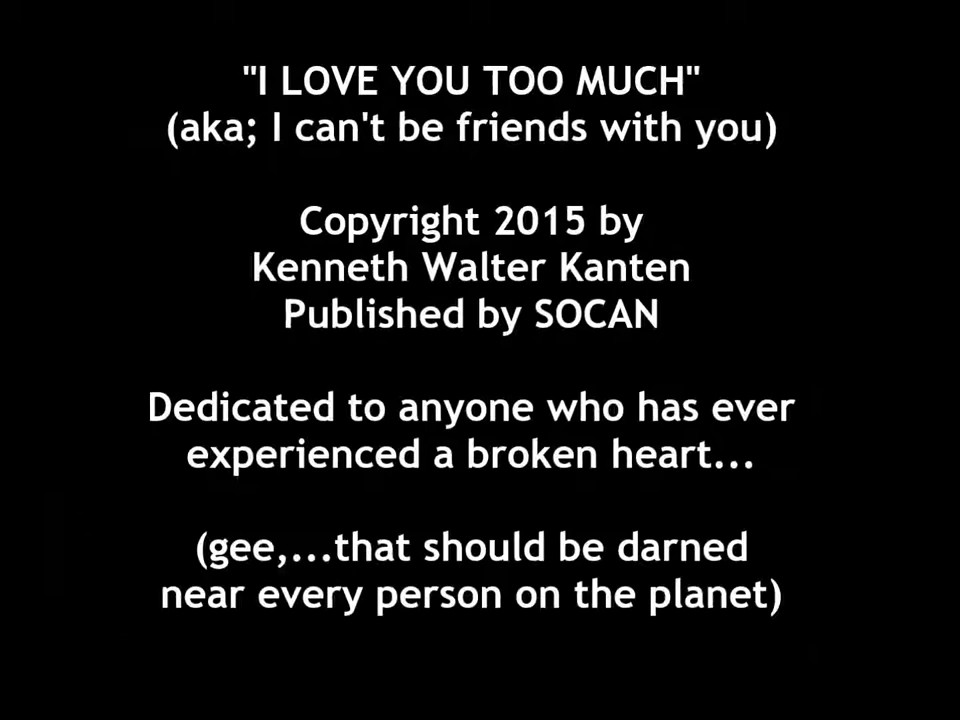 "I LOVE YOU TOO MUCH"
(aka; I can't be friends with you)
Copyright 2015 by
Kenneth Walter Kanten
Published by SOCAN
Dedicated to anyone who has ever
experienced a broken heart...
(gee,...that should be darned
near every person on the planet)